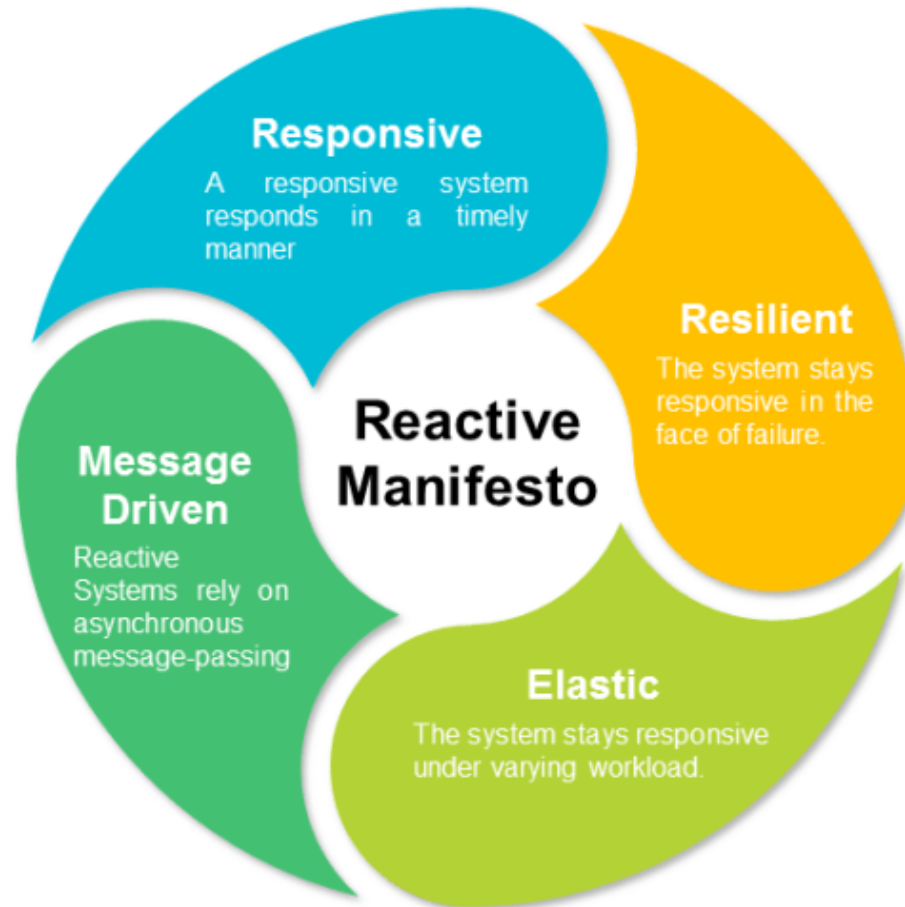 Responsive
A responsive system
responds in a timely
manner
Resilient
The system stays
responsive in the
face of failure.
Reactive
Manifesto
Message
Driven
Reactive
Systems rely on
asynchronous
message-passing
Elastic
The system stays responsive
under varying workload.